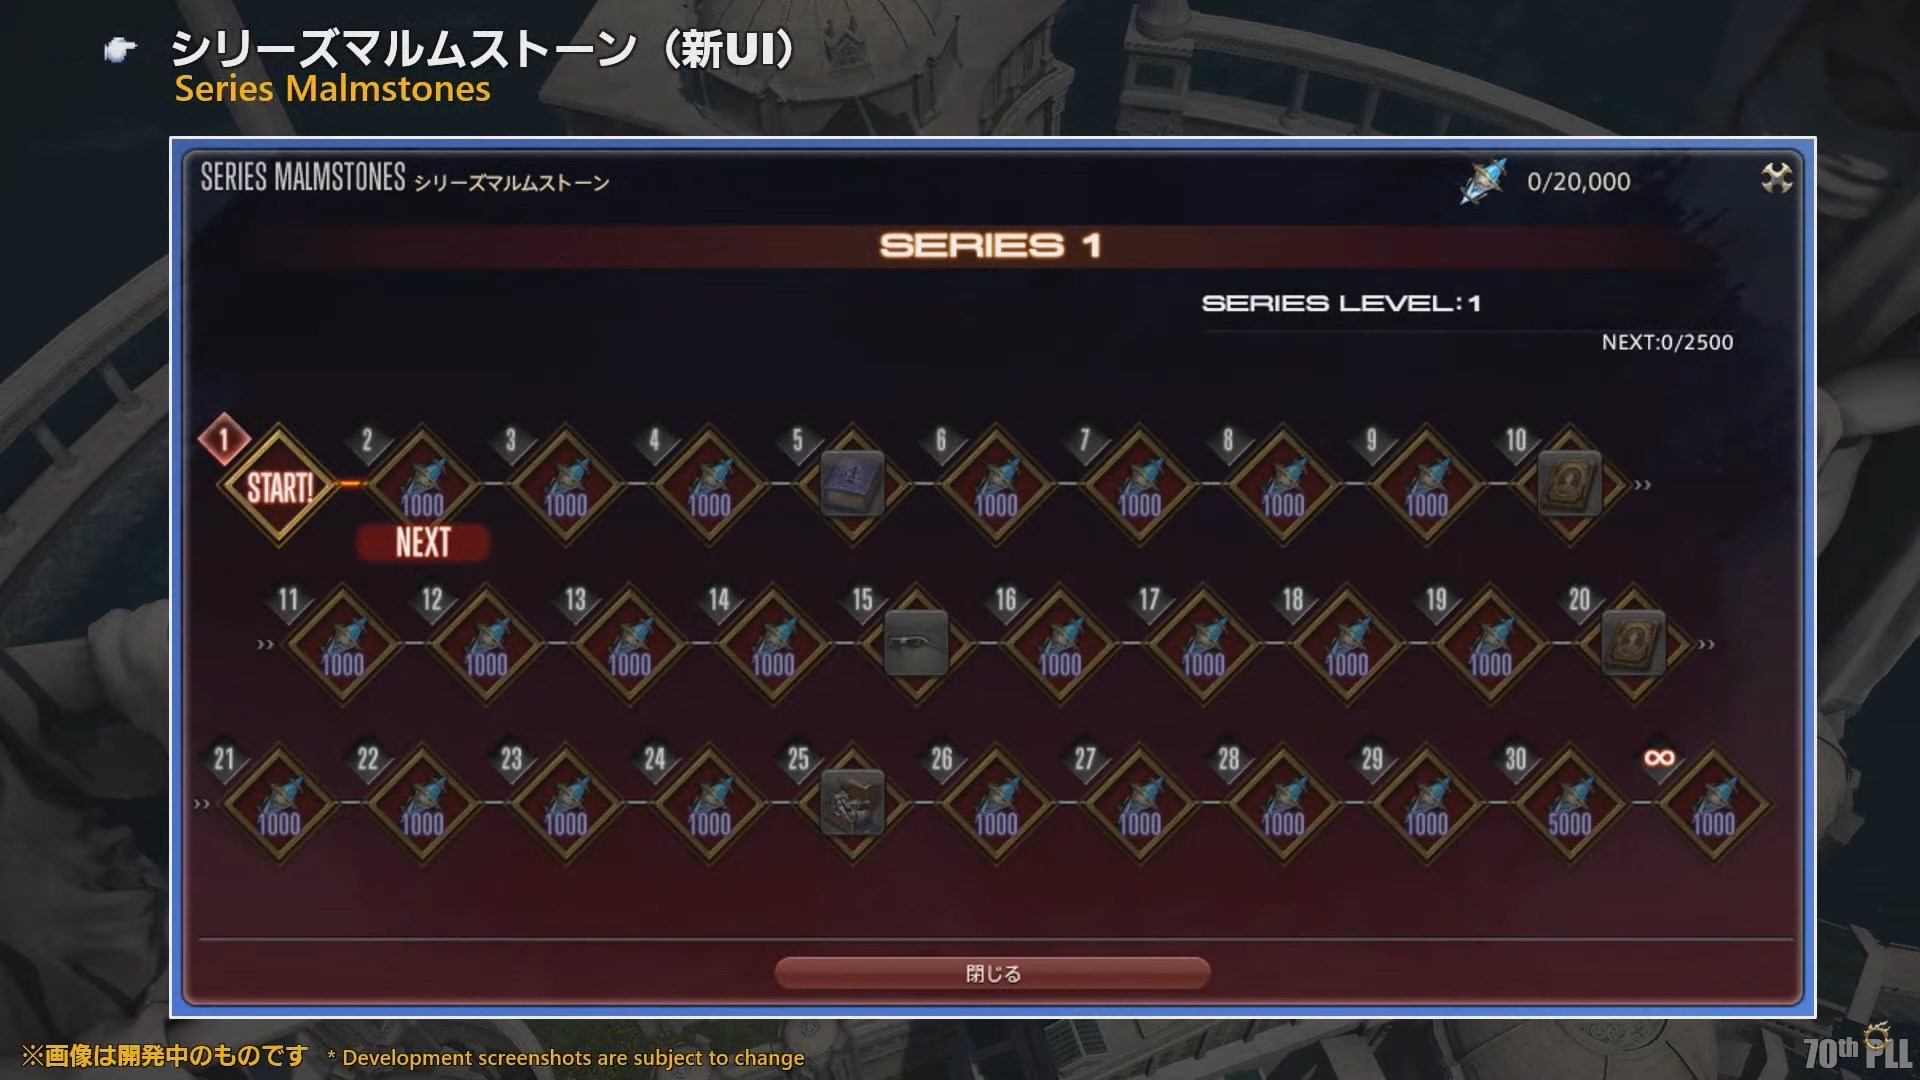 シリーズマルムストーン（新UI）
Series Malmstones
SERIES MALMSTONES シリーズマルムストーン
0/20,000
SERIES 1
SERIES LEVEL:1
NEXT:0/2500
1 2 3 4 5 6 7 8 9 10
START! 1000 1000 1000 1000 1000 1000 1000
NEXT
11 12 13 14 15 16 17 18 19 20
1000 1000 1000 1000 1000 1000 1000 1000
21 22 23 24 25 26 27 28 29 30 ∞
1000 1000 1000 1000 1000 1000 1000 1000 5000 1000
閉じる
※画像は開発中のものです * Development screenshots are subject to change
70th PLL